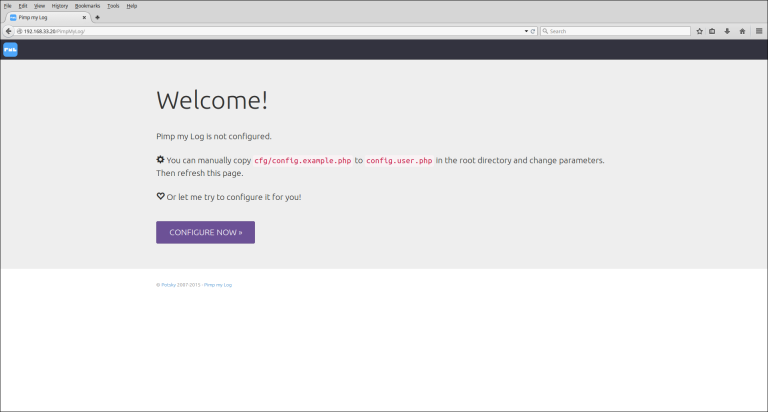 File Edit View History Bookmarks Tools Help
Pimp my Log
192.168.33.20/PimpMyLog/
Search
PmL
Welcome!
Pimp my Log is not configured.
You can manually copy cfg/config.example.php to config.user.php in the root directory and change parameters.
Then refresh this page.
Or let me try to configure it for you!
CONFIGURE NOW »
© Potsky 2007-2015 - Pimp my Log